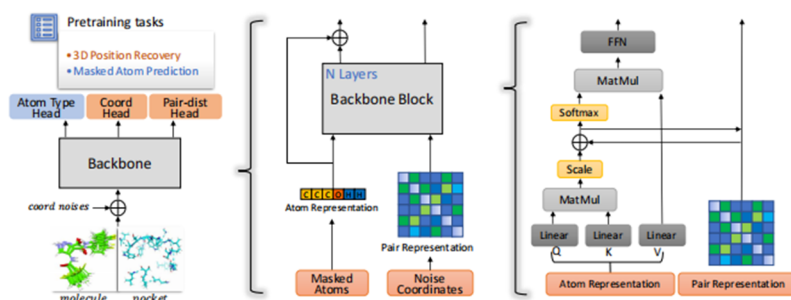 Pretraining tasks
• 3D Position Recovery
• Masked Atom Prediction
Atom Type Head
Coord Head
Pair-dist Head
Backbone
coord noises
molecule
pocket
N Layers
Backbone Block
C C C O N H
Atom Representation
Pair Representation
Masked Atoms
Noise Coordinates
FFN
MatMul
Softmax
Scale
MatMul
Linear
Linear
Linear
Q
K
V
Atom Representation
Pair Representation